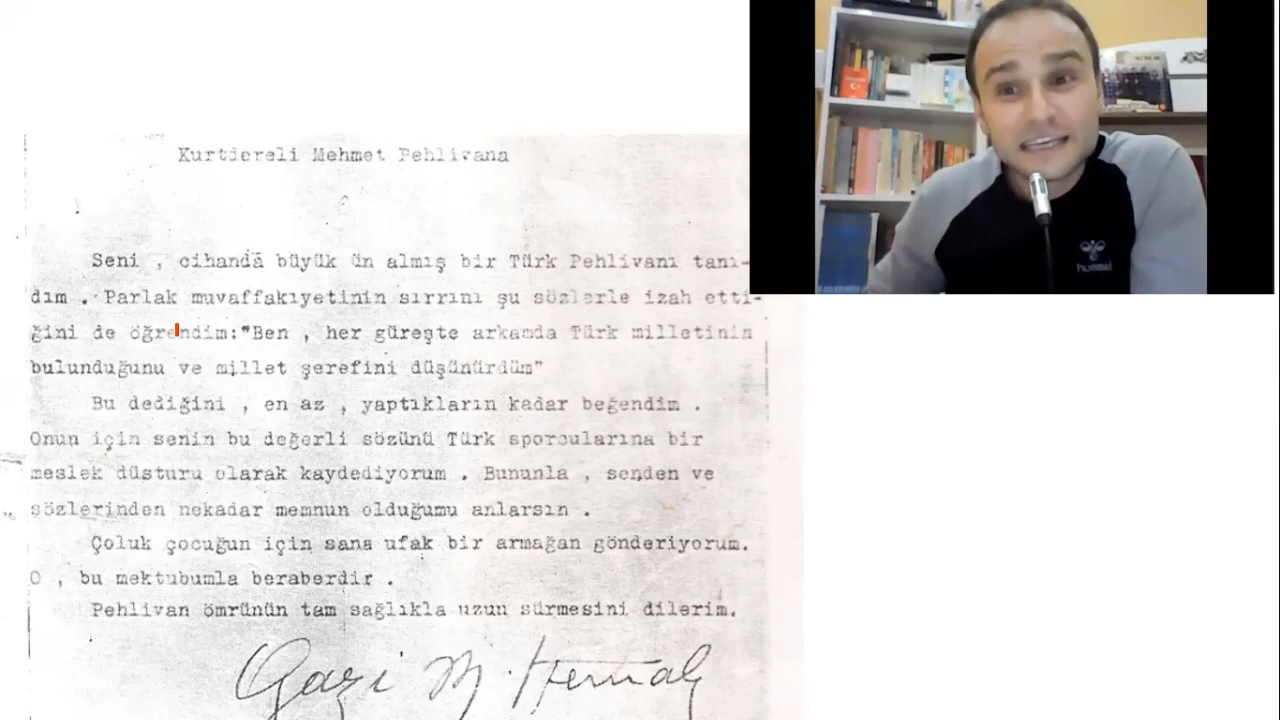 Kurtdereli Mehmet Pehlivana
Seni , cihanda büyük ün almış bir Türk Pehlivanı tanı-
dım . Parlak muvaffakıyetinin sırrını şu sözlerle izah etti-
ğini de öğrendim:"Ben , her güreşte arkamda Türk milletinin
bulunduğunu ve millet şerefini düşünürdüm"
Bu dediğini , en az , yaptıkların kadar beğendim .
Onun için senin bu değerli sözünü Türk sporcularına bir
meslek düsturu olarak kaydediyorum . Bununla , senden ve
sözlerinden nekadar memnun olduğumu anlarsın .
Çoluk çocuğun için sana ufak bir armağan gönderiyorum.
O , bu mektubumla beraberdir .
Pehlivan ömrünün tam sağlıkla uzun sürmesini dilerim.
Gazi M. Kemal
hummel